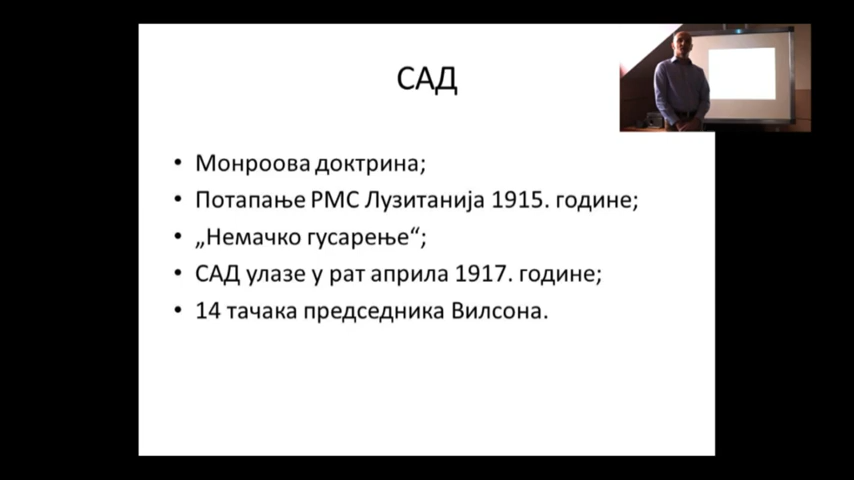 САД
• Монроова доктрина;
• Потапање РМС Лузитанија 1915. године;
• „Немачко гусарење“;
• САД улазе у рат априла 1917. године;
• 14 тачака председника Вилсона.